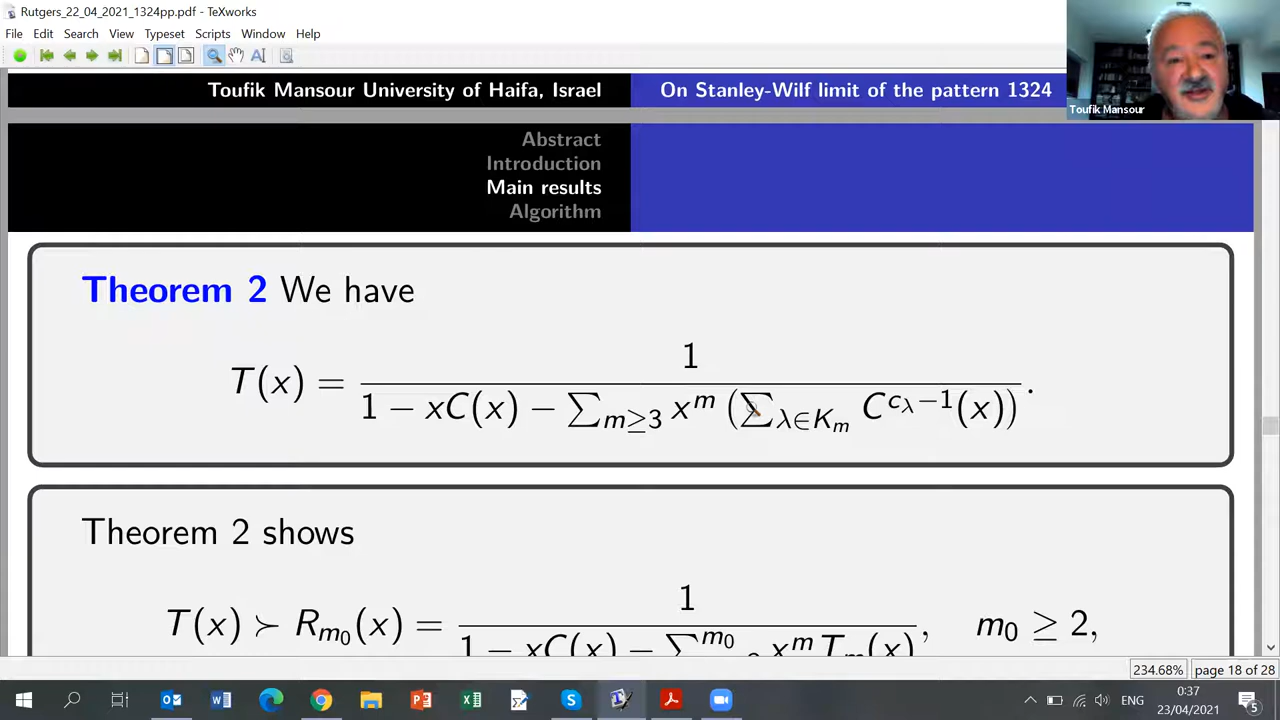 Rutgers_22_04_2021_1324pp.pdf - TeXworks
File Edit Search View Typeset Scripts Window Help
Toufik Mansour University of Haifa, Israel
On Stanley-Wilf limit of the pattern 1324
Toufik Mansour
Abstract
Introduction
Main results
Algorithm
Theorem 2 We have
T(x) = 1 / (1 − xC(x) − ∑_{m≥3} x^m (∑_{λ∈K_m} C^{c_λ−1}(x))) .
Theorem 2 shows
T(x) ≻ R_{m_0}(x) = 1 / (1 − xC(x) − ∑^{m_0} x^m T_m(x)) , m_0 ≥ 2,
234.68% page 18 of 28
ENG
0:37
23/04/2021
5